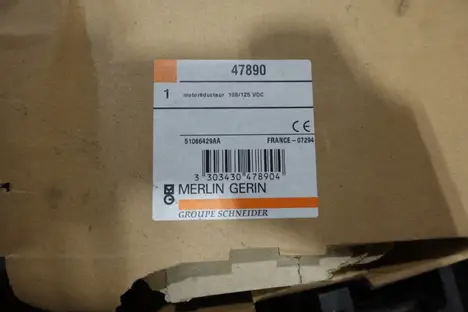 47890
1
motoréducteur 100/125 VDC
CE
51066429AA
FRANCE-07294
3 303430 478904
MERLIN GERIN
GROUPE SCHNEIDER